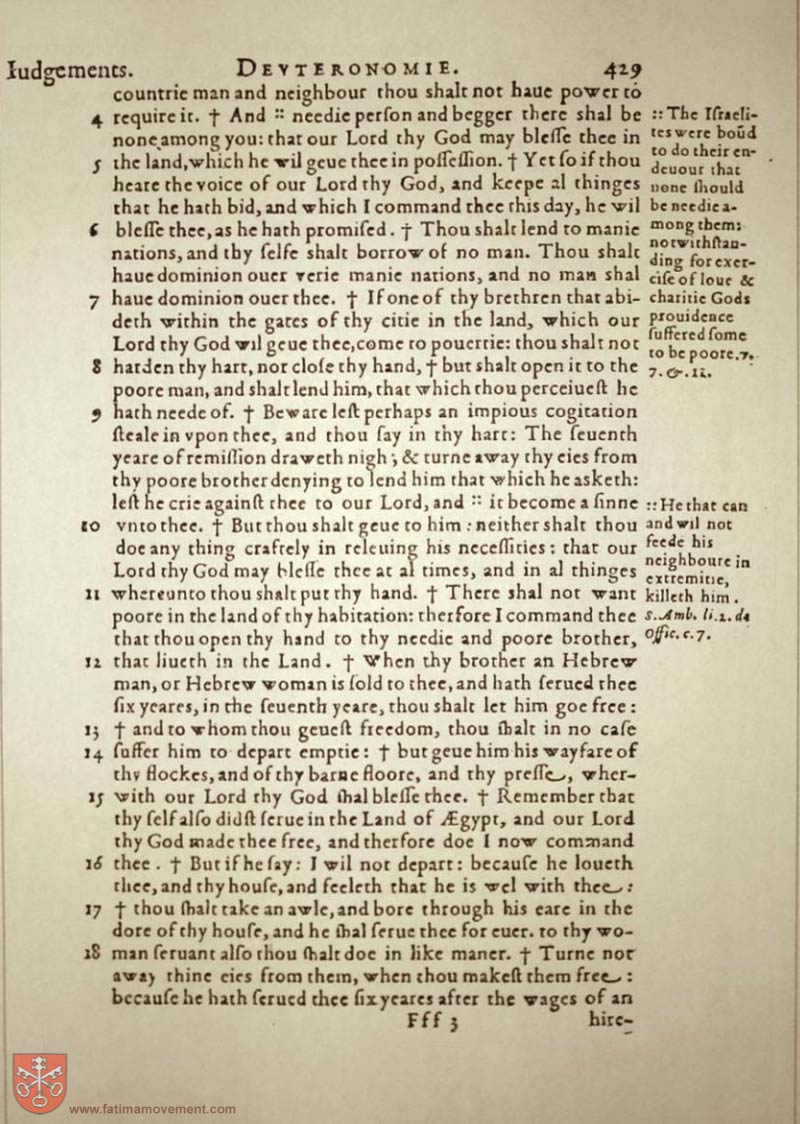 Iudgements. DEVTERONOMIE. 429
countrie man and neighbour thou shalt not haue power to
4 require it. † And :: needie perſon and begger there shal be
none among you: that our Lord thy God may bleſſe thee in
5 the land, which he wil geue thee in poſſeſſion. † Yet ſo if thou
heare the voice of our Lord thy God, and keepe al thinges
that he hath bid, and which I command thee this day, he wil
6 bleſſe thee, as he hath promiſed. † Thou shalt lend to manie
nations, and thy ſelfe shalt borrow of no man. Thou shalt
haue dominion ouer verie manie nations, and no man shal
7 haue dominion ouer thee. † If one of thy brethren that abi-
deth within the gates of thy citie in the land, which our
Lord thy God wil geue thee, come to pouertie: thou shalt not
8 harden thy hart, nor cloſe thy hand, † but shalt open it to the
poore man, and shalt lend him, that which thou perceiueſt he
9 hath neede of. † Beware leſt perhaps an impious cogitation
ſteale in vpon thee, and thou ſay in thy hart: The ſeuenth
yeare of remiſſion draweth nigh; & turne away thy eies from
thy poore brother denying to lend him that which he asketh:
leſt he crie againſt thee to our Lord, and :: it become a ſinne
10 vnto thee. † But thou shalt geue to him: neither shalt thou
doe any thing craftely in releuing his neceſſities: that our
Lord thy God may bleſſe thee at al times, and in al thinges
11 whereunto thou shalt put thy hand. † There shal not want
poore in the land of thy habitation: therfore I command thee
that thou open thy hand to thy needie and poore brother,
12 that liueth in the Land. † When thy brother an Hebrew
man, or Hebrew woman is ſold to thee, and hath ſerued thee
ſix yeares, in the ſeuenth yeare, thou shalt let him goe free:
13 † and to whom thou geueſt freedom, thou ſhalt in no caſe
14 ſuffer him to depart emptie: † but geue him his wayfare of
thy flockes, and of thy barne floore, and thy preſſe, wher-
15 with our Lord thy God ſhal bleſſe thee. † Remember that
thy ſelf alſo didſt ſerue in the Land of Ægypt, and our Lord
thy God made thee free, and therfore doe I now command
16 thee. † But if he ſay: I wil not depart: becauſe he loueth
thee, and thy houſe, and feeleth that he is wel with thee:
17 † thou ſhalt take an awle, and bore through his eare in the
dore of thy houſe, and he ſhal ſerue thee for euer. to thy wo-
18 man ſeruant alſo thou ſhalt doe in like maner. † Turne not
away thine eies from them, when thou makeſt them free:
becauſe he hath ſerued thee ſix yeares after the wages of an
Fff 3 hire-
:: The Iſraeli-
tes were boūd
to do their en-
deuour that
none ſhould
be needie a-
mong them:
notwithſtan-
ding for exer-
ciſe of loue &
charitie Gods
prouidence
ſuffered ſome
to be poore. v.
7. & 11.
:: He that can
and wil not
feede his
neighboure in
extremitie,
killeth him.
S. Amb. li. 1. de
Offic. c. 7.
www.fatimamovement.com